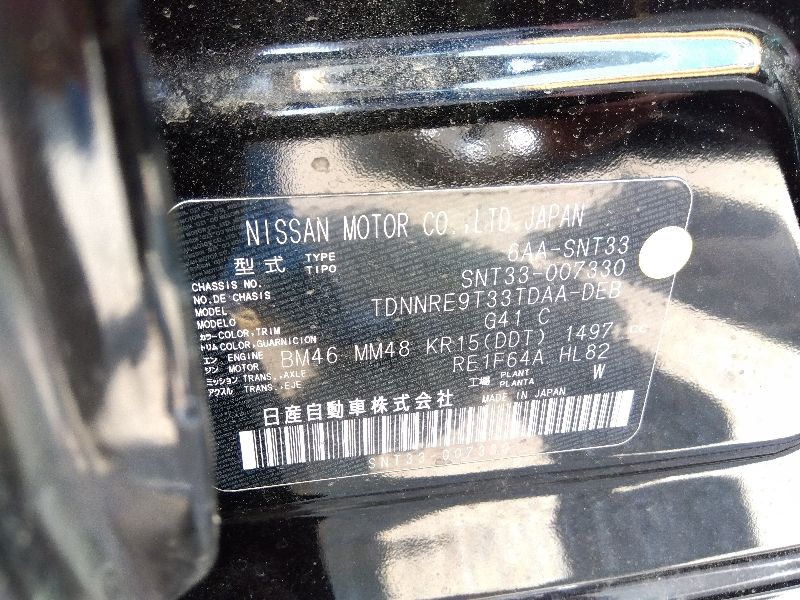 NISSAN MOTOR CO.,LTD.JAPAN
型式 TYPE TIPO 6AA-SNT33
CHASSIS NO. NO.DE CHASIS SNT33-007330
MODEL MODELO TDNNRE9T33TDAA-DEB
カラー COLOR,TRIM トリム COLOR,GUARNICION G41 C
エンジン ENGINE MOTOR BM46 MM48 KR15(DDT) 1497 cc
ミッション アクスル TRANS.,AXLE TRANS.,EJE RE1F64A HL82
工場 PLANT PLANTA W
日産自動車株式会社 MADE IN JAPAN
SNT33-007330